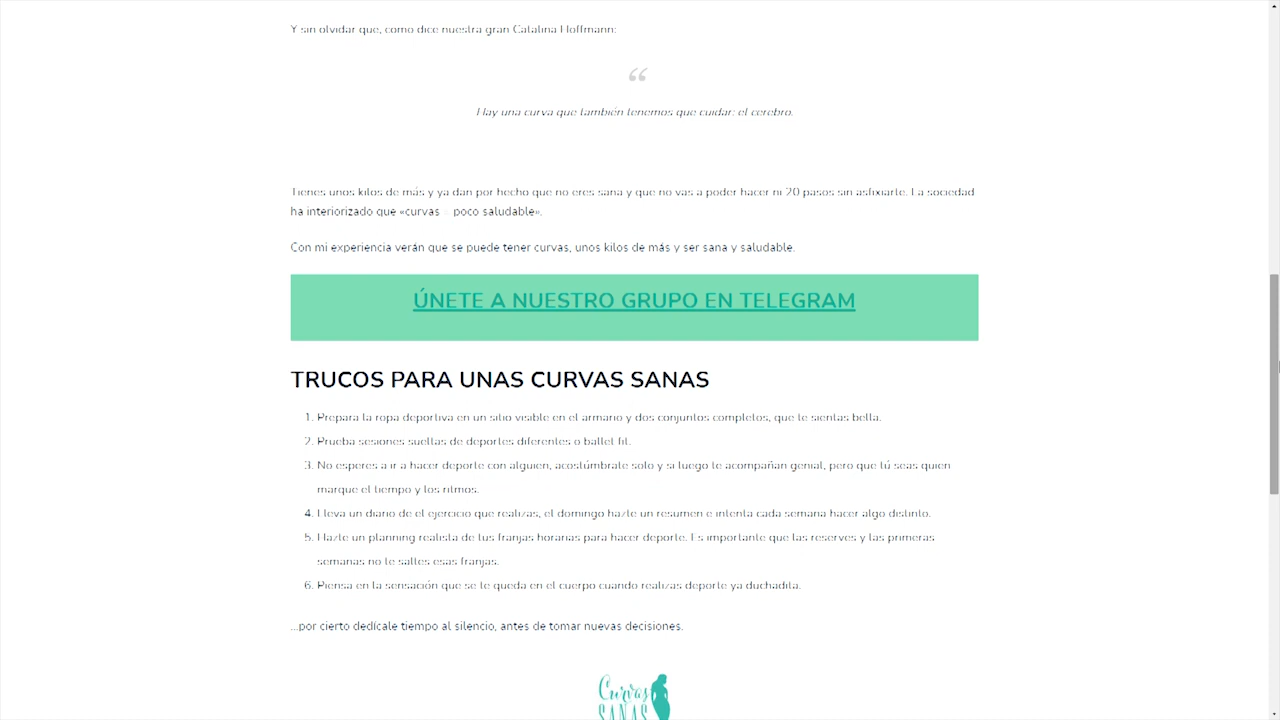 Y sin olvidar que, como dice nuestra gran Catalina Hoffmann:
“
Hay una curva que también tenemos que cuidar: el cerebro.
Tienes unos kilos de más y ya dan por hecho que no eres sana y que no vas a poder hacer ni 20 pasos sin asfixiarte. La sociedad
ha interiorizado que «curvas = poco saludable».
Con mi experiencia verán que se puede tener curvas, unos kilos de más y ser sana y saludable.
ÚNETE A NUESTRO GRUPO EN TELEGRAM
TRUCOS PARA UNAS CURVAS SANAS
1. Prepara la ropa deportiva en un sitio visible en el armario y dos conjuntos completos, que te sientas bella.
2. Prueba sesiones sueltas de deportes diferentes o ballet fit.
3. No esperes a ir a hacer deporte con alguien, acostúmbrate solo y si luego te acompañan genial, pero que tú seas quien
marque el tiempo y los ritmos.
4. Lleva un diario de el ejercicio que realizas, el domingo hazte un resumen e intenta cada semana hacer algo distinto.
5. Hazte un planning realista de tus franjas horarias para hacer deporte. Es importante que las reserves y las primeras
semanas no te saltes esas franjas.
6. Piensa en la sensación que se te queda en el cuerpo cuando realizas deporte ya duchadita.
...por cierto dedícale tiempo al silencio, antes de tomar nuevas decisiones.
Curvas
SANAS